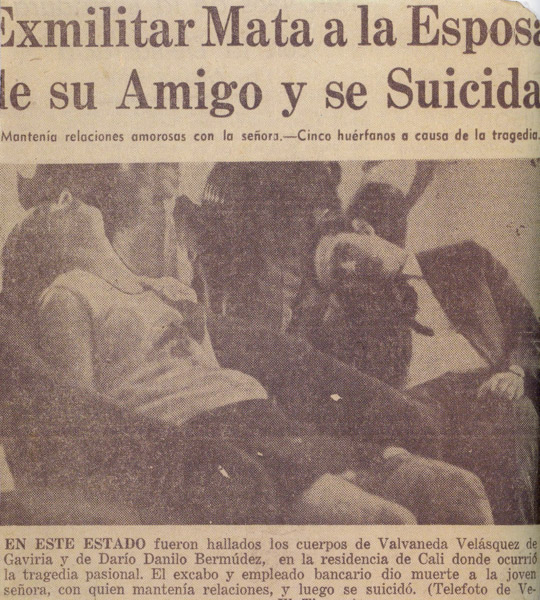 Exmilitar Mata a la Esposa
de su Amigo y se Suicida
Mantenía relaciones amorosas con la señora.—Cinco huérfanos a causa de la tragedia.
EN ESTE ESTADO fueron hallados los cuerpos de Valvaneda Velásquez de
Gaviria y de Darío Danilo Bermúdez, en la residencia de Cali donde ocurrió
la tragedia pasional. El excabo y empleado bancario dio muerte a la joven
señora, con quien mantenía relaciones, y luego se suicidó. (Telefoto de Ve-